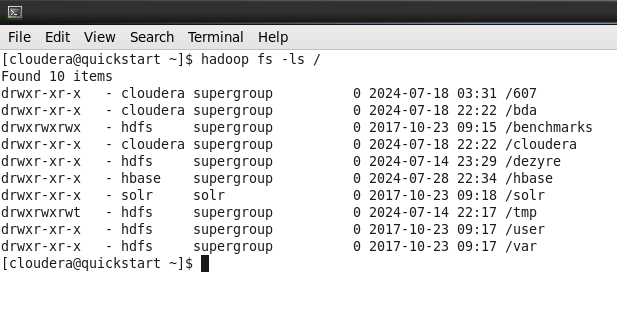 File Edit View Search Terminal Help
[cloudera@quickstart ~]$ hadoop fs -ls /
Found 10 items
drwxr-xr-x   - cloudera supergroup          0 2024-07-18 03:31 /607
drwxr-xr-x   - cloudera supergroup          0 2024-07-18 22:22 /bda
drwxrwxrwx   - hdfs     supergroup          0 2017-10-23 09:15 /benchmarks
drwxr-xr-x   - cloudera supergroup          0 2024-07-18 22:22 /cloudera
drwxr-xr-x   - hdfs     supergroup          0 2024-07-14 23:29 /dezyre
drwxr-xr-x   - hbase    supergroup          0 2024-07-28 22:34 /hbase
drwxr-xr-x   - solr     solr                0 2017-10-23 09:18 /solr
drwxrwxrwt   - hdfs     supergroup          0 2024-07-14 22:17 /tmp
drwxr-xr-x   - hdfs     supergroup          0 2017-10-23 09:17 /user
drwxr-xr-x   - hdfs     supergroup          0 2017-10-23 09:17 /var
[cloudera@quickstart ~]$